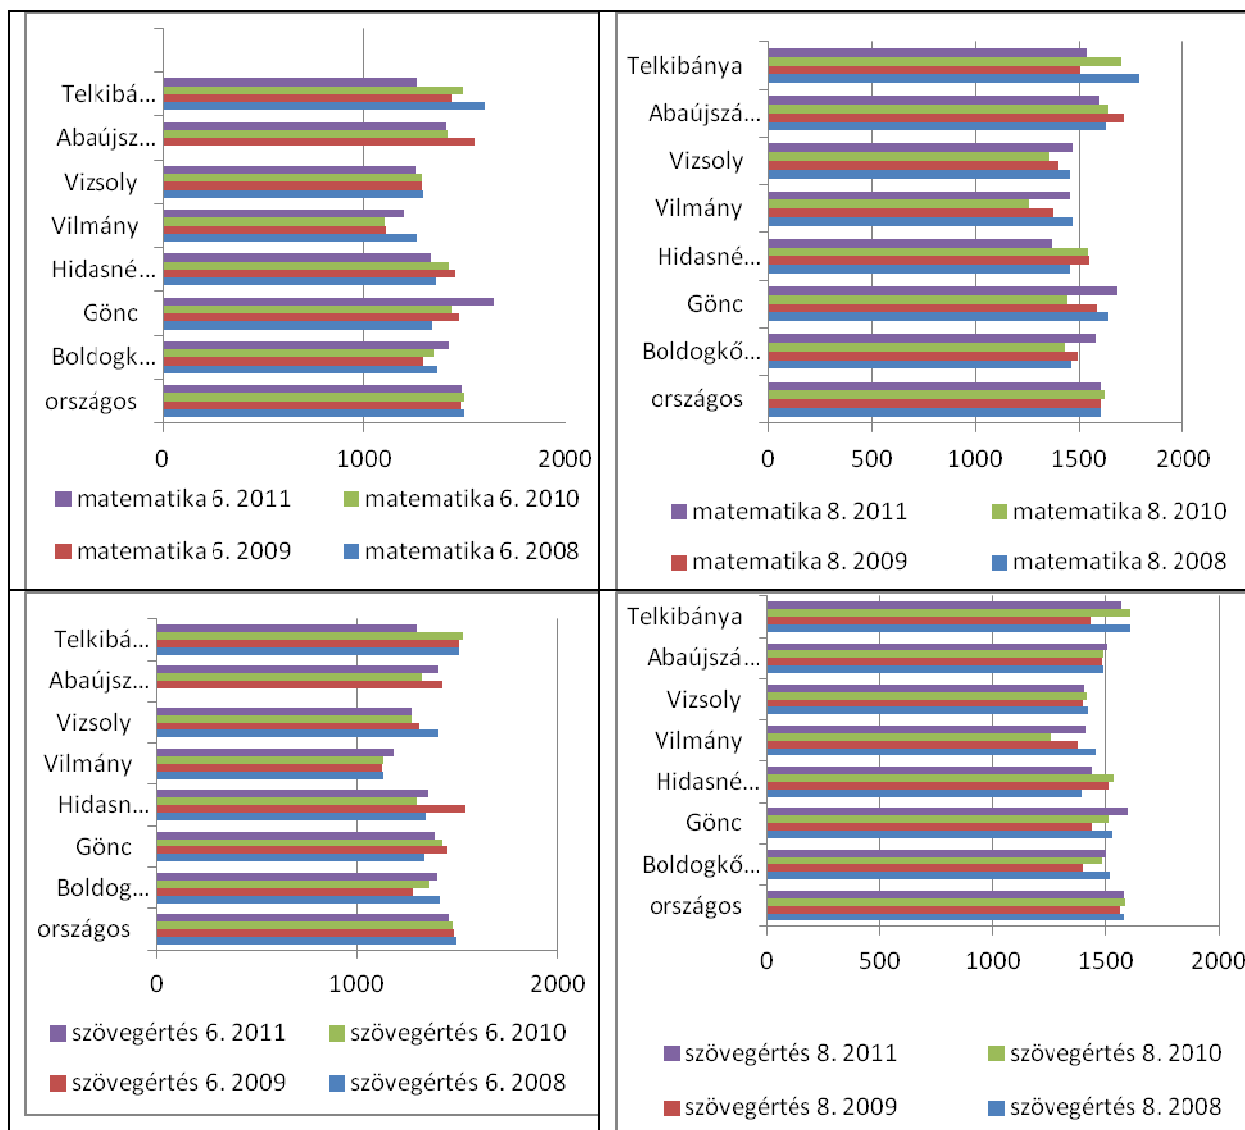 Telkibá ...
Abaújsz ...
Vizsoly
Vilmány
Hidasné ...
Gönc
Boldogk ...
országos
0 1000 2000
matematika 6. 2011 matematika 6. 2010
matematika 6. 2009 matematika 6. 2008
Telkibánya
Abaújszá ...
Vizsoly
Vilmány
Hidasné ...
Gönc
Boldogkő...
országos
0 500 1000 1500 2000
matematika 8. 2011 matematika 8. 2010
matematika 8. 2009 matematika 8. 2008
Telkibá ...
Abaújsz ...
Vizsoly
Vilmány
Hidasn ...
Gönc
Boldog ...
országos
0 1000 2000
szövegértés 6. 2011 szövegértés 6. 2010
szövegértés 6. 2009 szövegértés 6. 2008
Telkibánya
Abaújszá ...
Vizsoly
Vilmány
Hidasné ...
Gönc
Boldogkő...
országos
0 500 1000 1500 2000
szövegértés 8. 2011 szövegértés 8. 2010
szövegértés 8. 2009 szövegértés 8. 2008